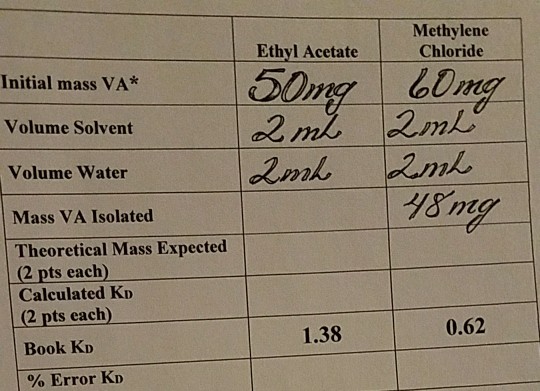 Ethyl Acetate Methylene Chloride
Initial mass VA* 50mg 60mg
Volume Solvent 2 mL 2mL
Volume Water 2mL 2mL
Mass VA Isolated 48mg
Theoretical Mass Expected
(2 pts each)
Calculated KD
(2 pts each)
Book KD 1.38 0.62
% Error KD